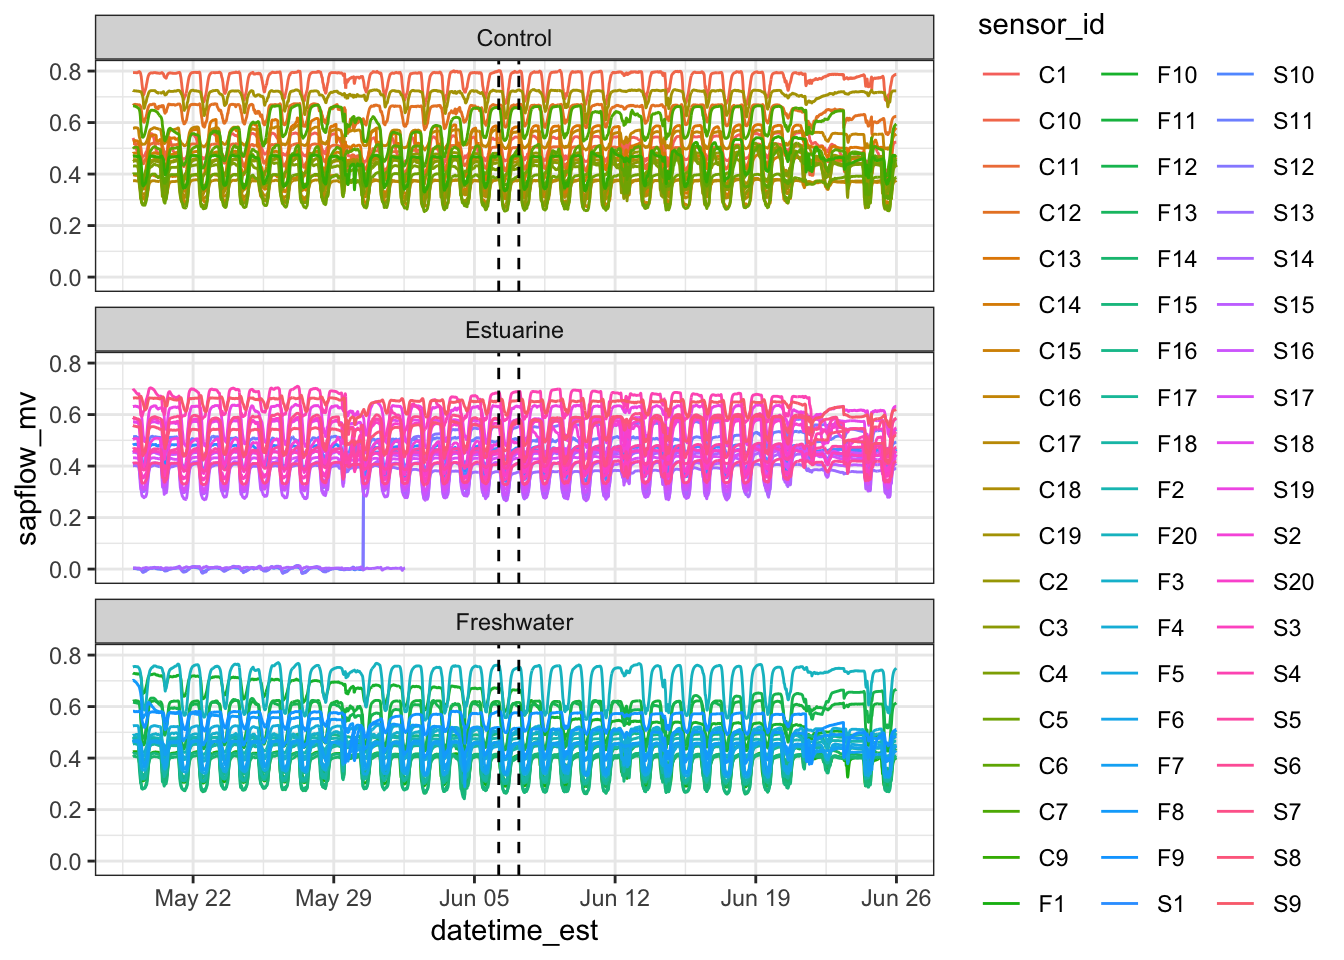 Control
0.8
0.6
0.4
0.2
0.0
Estuarine
0.8
0.6
0.4
0.2
0.0
Freshwater
0.8
0.6
0.4
0.2
0.0
sapflow_mv
May 22 May 29 Jun 05 Jun 12 Jun 19 Jun 26
datetime_est
sensor_id
C1 F10 S10
C10 F11 S11
C11 F12 S12
C12 F13 S13
C13 F14 S14
C14 F15 S15
C15 F16 S16
C16 F17 S17
C17 F18 S18
C18 F2 S19
C19 F20 S2
C2 F3 S20
C3 F4 S3
C4 F5 S4
C5 F6 S5
C6 F7 S6
C7 F8 S7
C9 F9 S8
F1 S1 S9